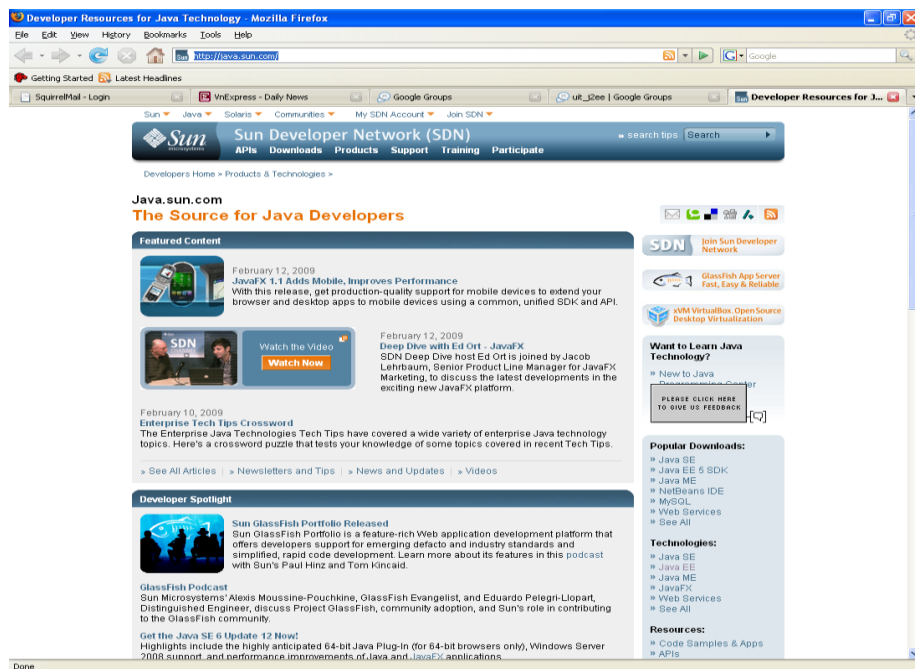 Developer Resources for Java Technology - Mozilla Firefox
File Edit View History Bookmarks Tools Help
Sun http://java.sun.com/
G Google
Getting Started Latest Headlines
SquirrelMail - Login
VnExpress - Daily News
Google Groups
uit_j2ee | Google Groups
Sun Developer Resources for J...
Sun Java Solaris Communities My SDN Account Join SDN
Sun microsystems
Sun Developer Network (SDN)
» search tips Search
APIs Downloads Products Support Training Participate
Developers Home > Products & Technologies >
Java.sun.com
The Source for Java Developers
Featured Content
February 12, 2009
JavaFX 1.1 Adds Mobile, Improves Performance
With this release, get production-quality support for mobile devices to extend your
browser and desktop apps to mobile devices using a common, unified SDK and API.
SDN
Watch the Video
Watch Now
February 12, 2009
Deep Dive with Ed Ort - JavaFX
SDN Deep Dive host Ed Ort is joined by Jacob
Lehrbaum, Senior Product Line Manager for JavaFX
Marketing, to discuss the latest developments in the
exciting new JavaFX platform.
February 10, 2009
Enterprise Tech Tips Crossword
The Enterprise Java Technologies Tech Tips have covered a wide variety of enterprise Java technology
topics. Here's a crossword puzzle that tests your knowledge of some topics covered in recent Tech Tips.
» See All Articles | » Newsletters and Tips | » News and Updates | » Videos
Developer Spotlight
Sun GlassFish Portfolio Released
Sun GlassFish Portfolio is a feature-rich Web application development platform that
offers developers support for emerging defacto and industry standards and
simplified, rapid code development. Learn more about its features in this podcast
with Sun's Paul Hinz and Tom Kincaid.
GlassFish Podcast
Sun Microsystems' Alexis Moussine-Pouchkine, GlassFish Evangelist, and Eduardo Pelegri-Llopart,
Distinguished Engineer, discuss Project GlassFish, community adoption, and Sun's role in contributing
to the GlassFish community.
Get the Java SE 6 Update 12 Now!
Highlights include the highly anticipated 64-bit Java Plug-In (for 64-bit browsers only), Windows Server
2008 support, and performance improvements of Java and JavaFX applications.
SDN Join Sun Developer
Network
GlassFish App Server
Fast, Easy & Reliable
xVM VirtualBox. Open Source
Desktop Virtualization
Want to Learn Java
Technology?
» New to Java
Programming Center
PLEASE CLICK HERE
TO GIVE US FEEDBACK
Popular Downloads:
» Java SE
» Java EE 5 SDK
» Java ME
» NetBeans IDE
» MySQL
» Web Services
» See All
Technologies:
» Java SE
» Java EE
» Java ME
» JavaFX
» Web Services
» See All
Resources:
» Code Samples & Apps
» APIs
Done